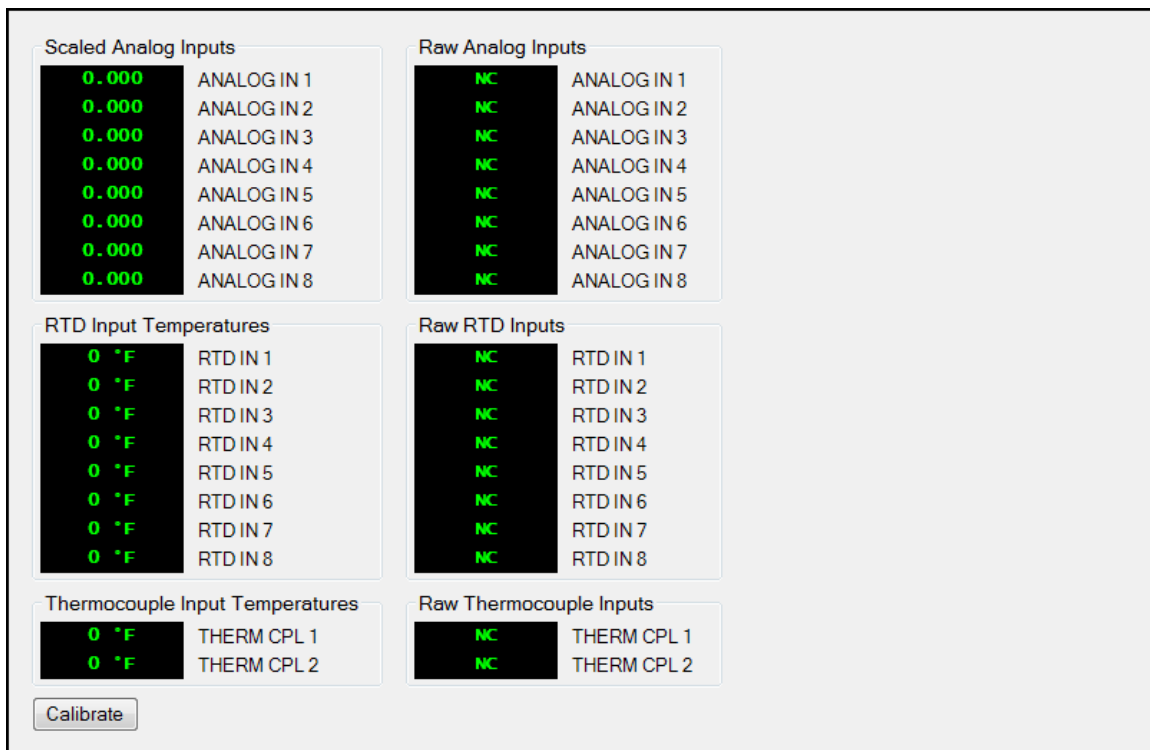 Scaled Analog Inputs
0.000 ANALOG IN 1
0.000 ANALOG IN 2
0.000 ANALOG IN 3
0.000 ANALOG IN 4
0.000 ANALOG IN 5
0.000 ANALOG IN 6
0.000 ANALOG IN 7
0.000 ANALOG IN 8
Raw Analog Inputs
NC ANALOG IN 1
NC ANALOG IN 2
NC ANALOG IN 3
NC ANALOG IN 4
NC ANALOG IN 5
NC ANALOG IN 6
NC ANALOG IN 7
NC ANALOG IN 8
RTD Input Temperatures
0 °F RTD IN 1
0 °F RTD IN 2
0 °F RTD IN 3
0 °F RTD IN 4
0 °F RTD IN 5
0 °F RTD IN 6
0 °F RTD IN 7
0 °F RTD IN 8
Raw RTD Inputs
NC RTD IN 1
NC RTD IN 2
NC RTD IN 3
NC RTD IN 4
NC RTD IN 5
NC RTD IN 6
NC RTD IN 7
NC RTD IN 8
Thermocouple Input Temperatures
0 °F THERM CPL 1
0 °F THERM CPL 2
Raw Thermocouple Inputs
NC THERM CPL 1
NC THERM CPL 2
Calibrate